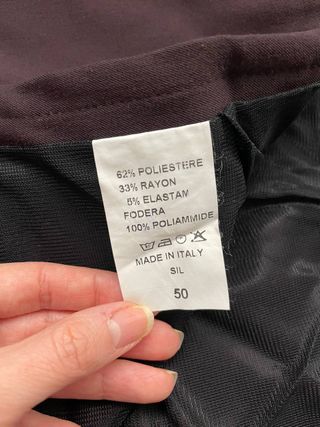 62% POLIESTERE
33% RAYON
5% ELASTAM
FODERA
100% POLIAMMIDE
MADE IN ITALY
SIL
50